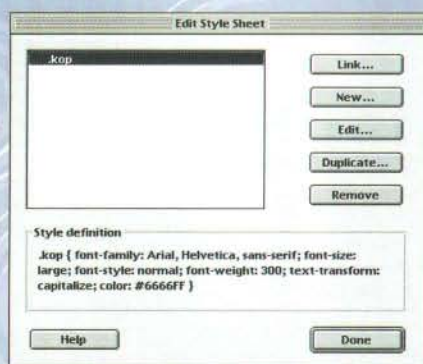 Edit Style Sheet
.kop
Link...
New...
Edit...
Duplicate...
Remove
Style definition
.kop { font-family: Arial, Helvetica, sans-serif; font-size:
large; font-style: normal; font-weight: 300; text-transform:
capitalize; color: #6666FF }
Help
Done